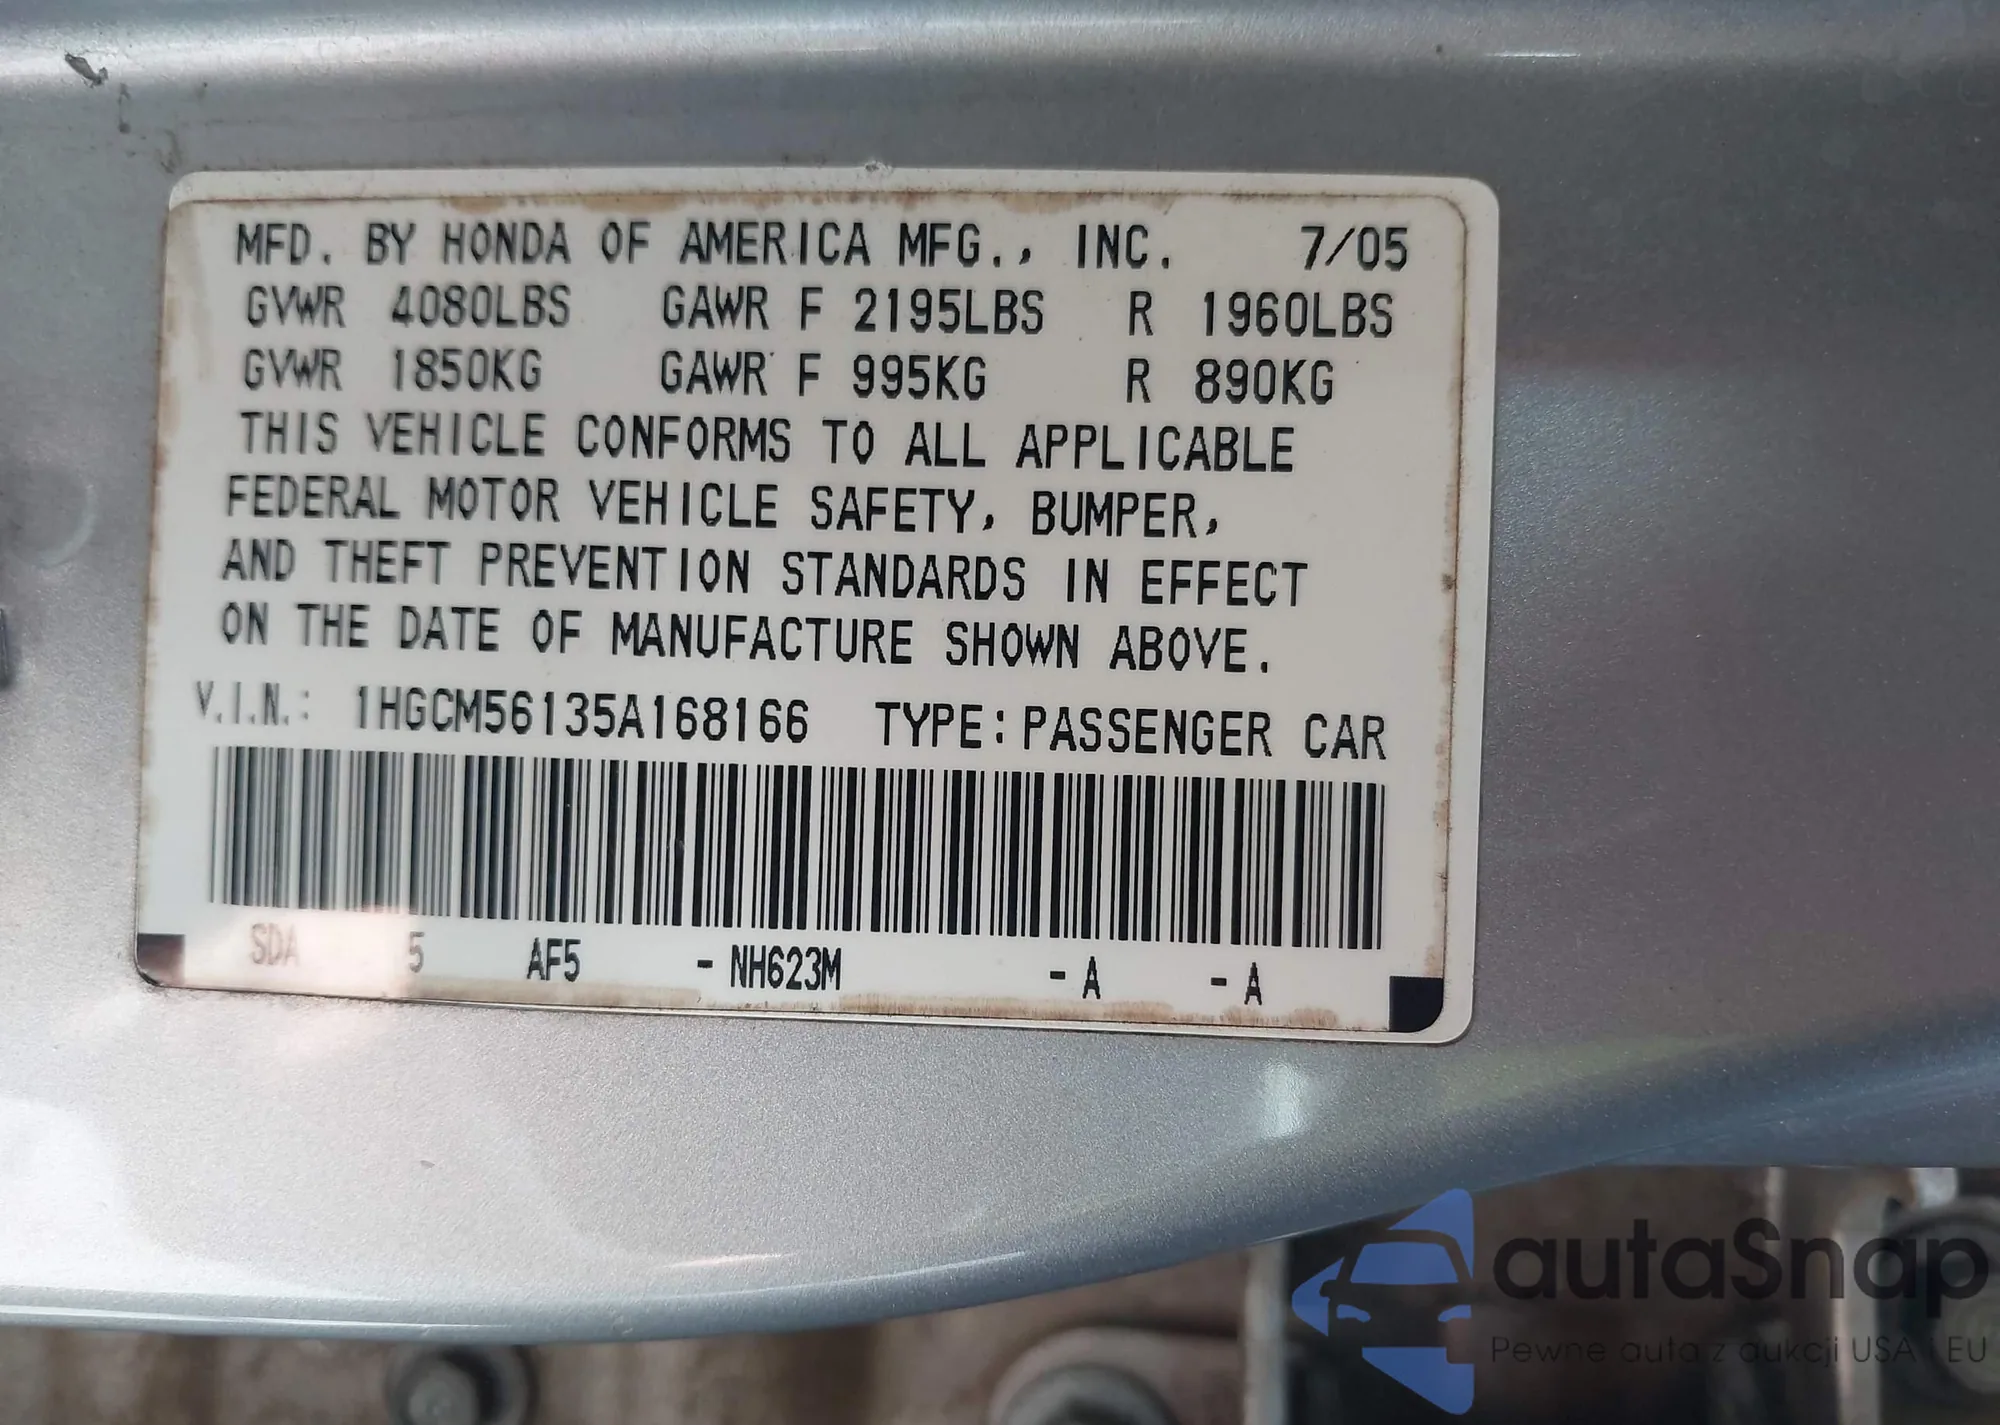 MFD. BY HONDA OF AMERICA MFG., INC. 7/05
GVWR 4080LBS GAWR F 2195LBS R 1960LBS
GVWR 1850KG GAWR F 995KG R 890KG
THIS VEHICLE CONFORMS TO ALL APPLICABLE
FEDERAL MOTOR VEHICLE SAFETY, BUMPER,
AND THEFT PREVENTION STANDARDS IN EFFECT
ON THE DATE OF MANUFACTURE SHOWN ABOVE.
V.I.N.: 1HGCM56135A168166 TYPE: PASSENGER CAR
SDA 5 AF5 - NH623M - A - A
autaSnap
Pewne auta z aukcji USA i EU